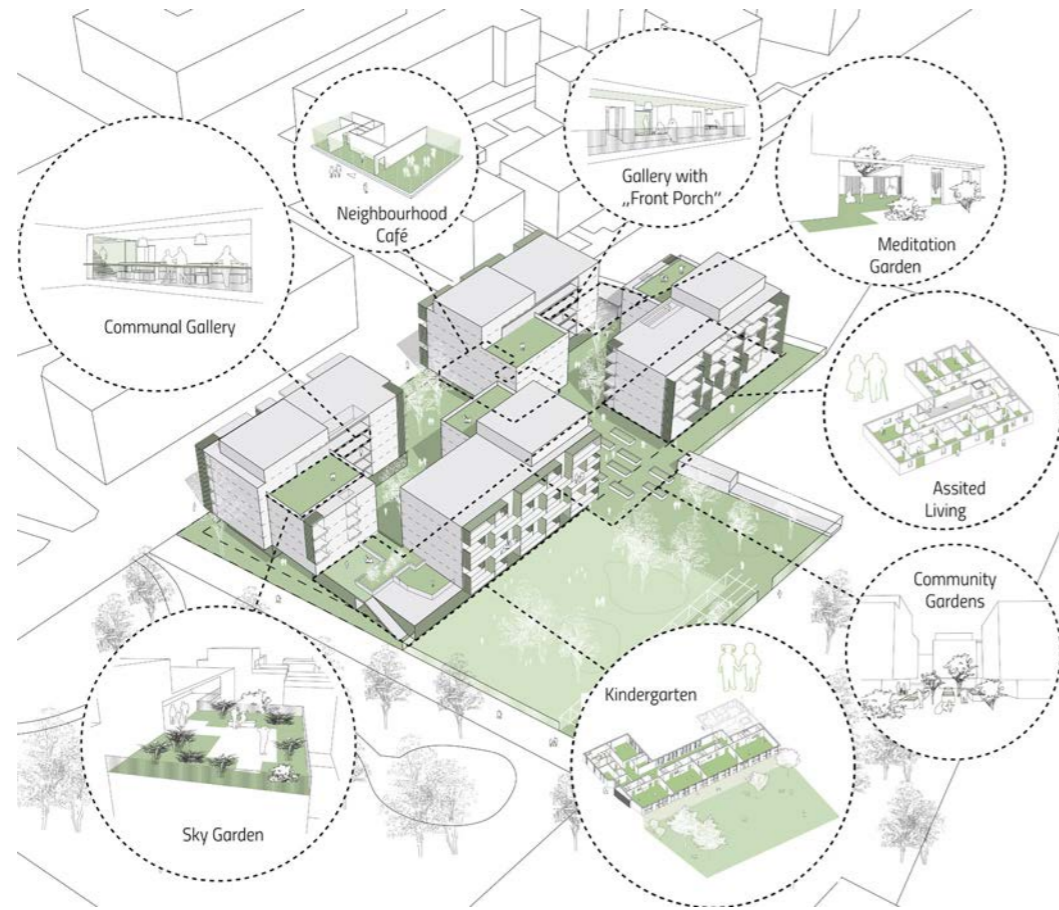 Neighbourhood
Café
Gallery with
„Front Porch“
Meditation
Garden
Communal Gallery
Assited
Living
Community
Gardens
Kindergarten
Sky Garden